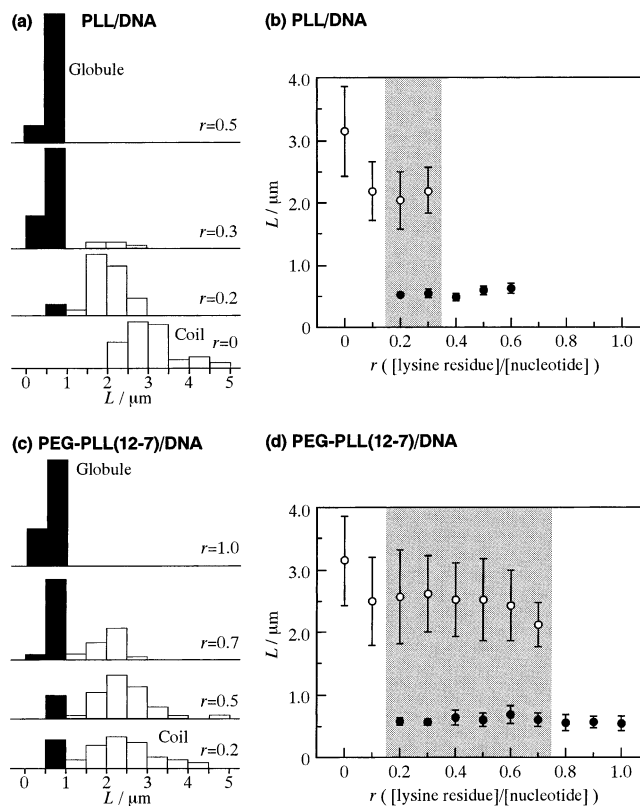 (a) PLL/DNA
Globule
r=0.5
r=0.3
r=0.2
Coil
r=0
0 1 2 3 4 5
L / μm
(b) PLL/DNA
4.0
3.0
2.0
1.0
0
L / μm
0 0.2 0.4 0.6 0.8 1.0
r ( [lysine residue]/[nucleotide] )
(c) PEG-PLL(12-7)/DNA
Globule
r=1.0
r=0.7
r=0.5
Coil
r=0.2
0 1 2 3 4 5
L / μm
(d) PEG-PLL(12-7)/DNA
4.0
3.0
2.0
1.0
0
L / μm
0 0.2 0.4 0.6 0.8 1.0
r ( [lysine residue]/[nucleotide] )